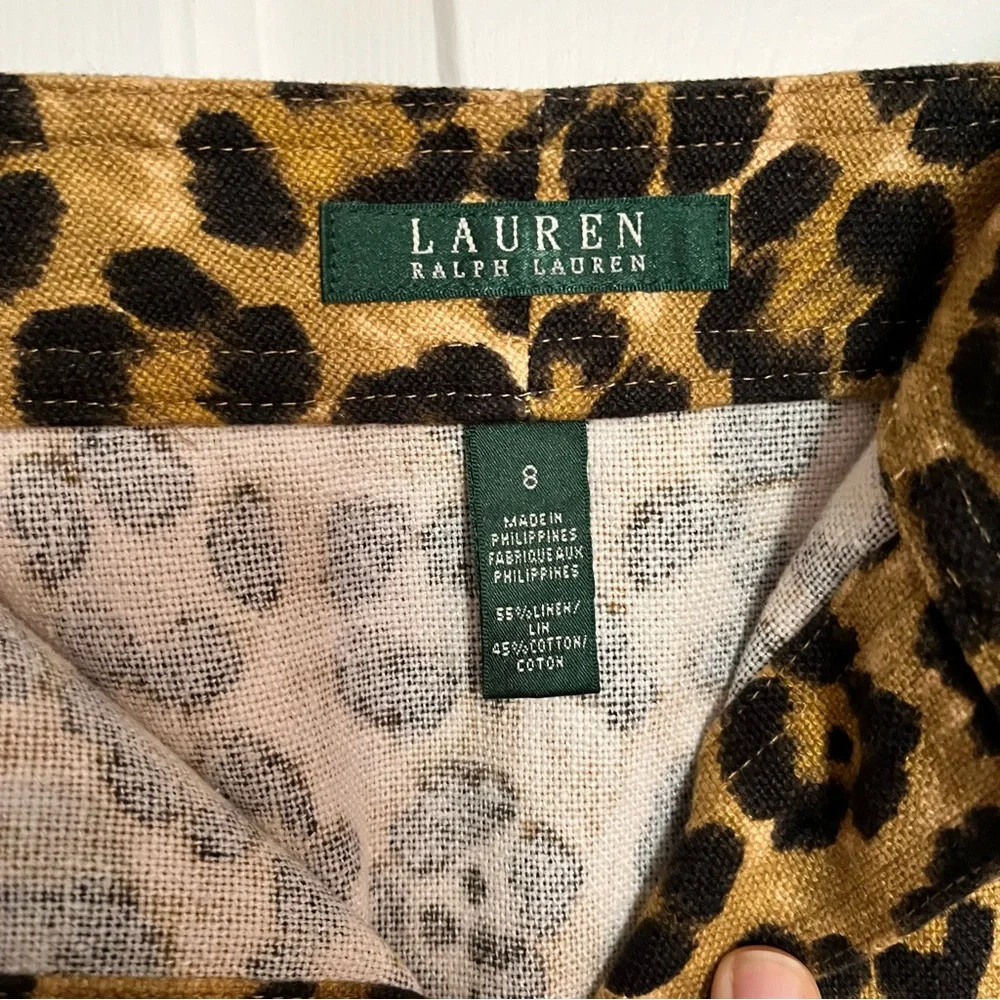 LAUREN
RALPH LAUREN
8
MADE IN
PHILIPPINES
FABRIQUE AUX
PHILIPPINES
55%LINEN/
LIN
45%COTTON/
COTON